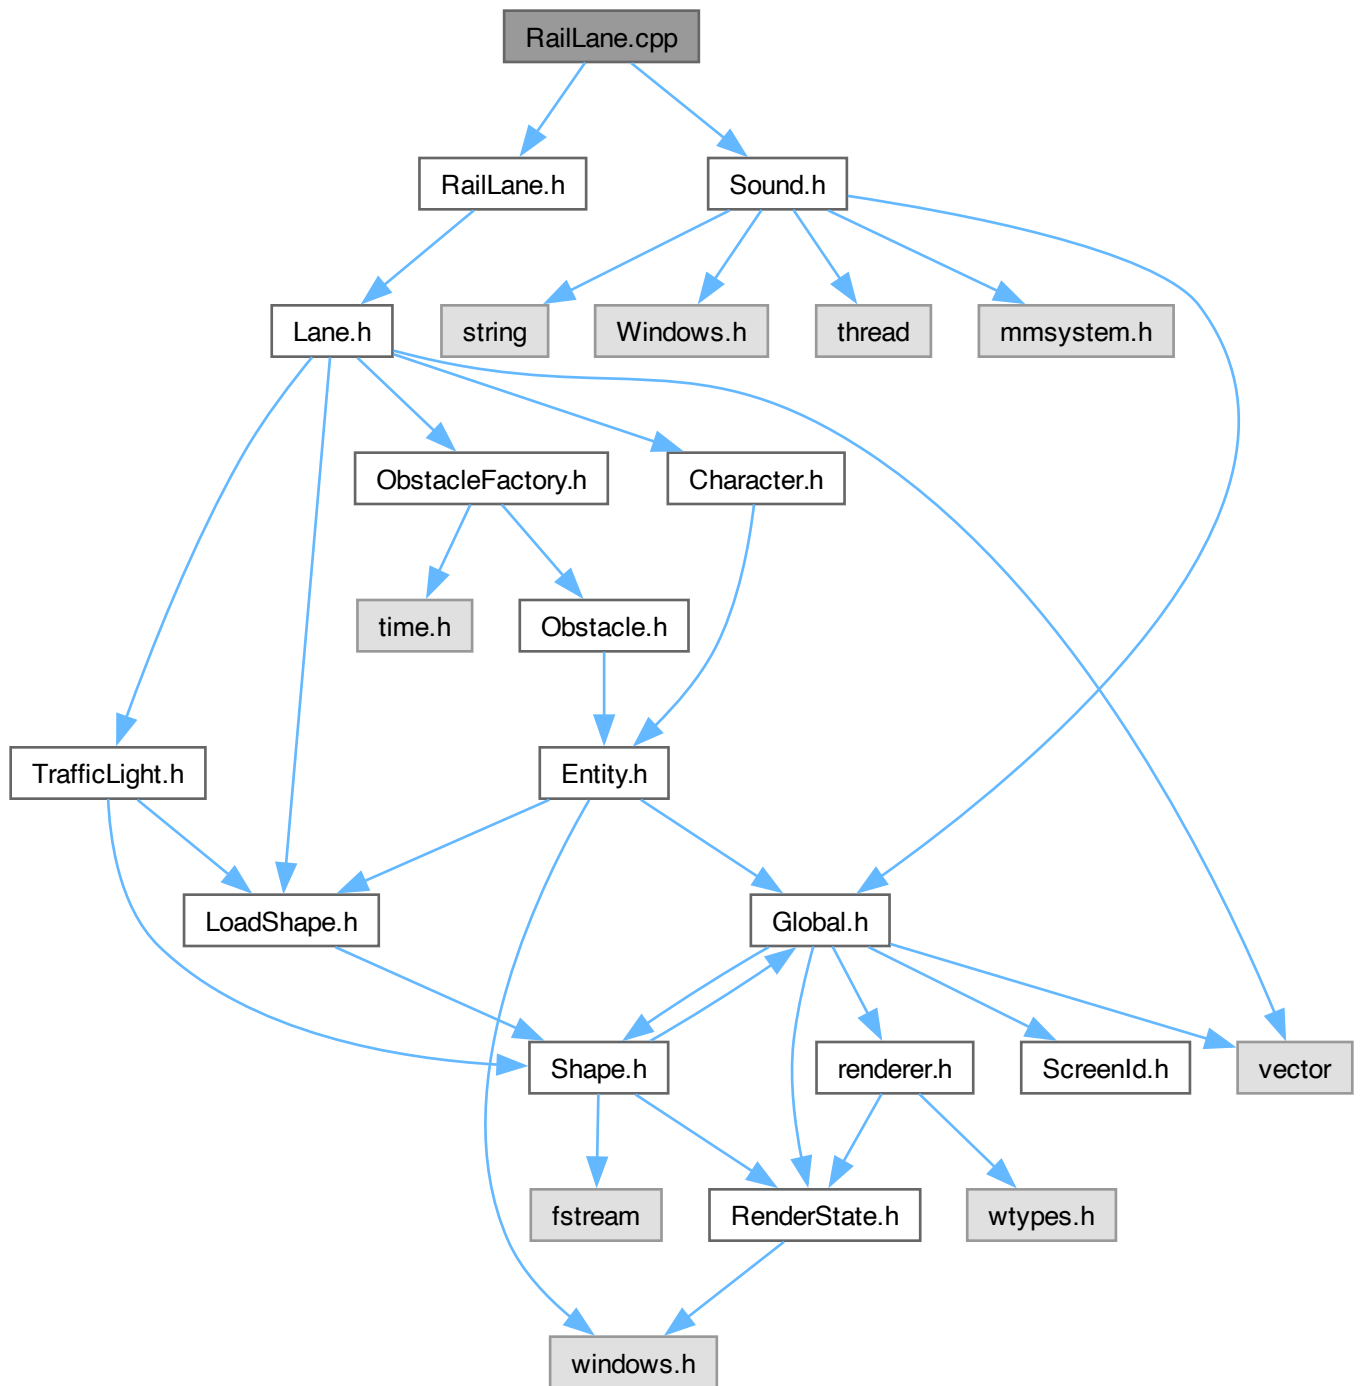 RailLane.cpp
RailLane.h
Sound.h
Lane.h
string
Windows.h
thread
mmsystem.h
ObstacleFactory.h
Character.h
time.h
Obstacle.h
TrafficLight.h
Entity.h
LoadShape.h
Global.h
Shape.h
renderer.h
ScreenId.h
vector
fstream
RenderState.h
wtypes.h
windows.h